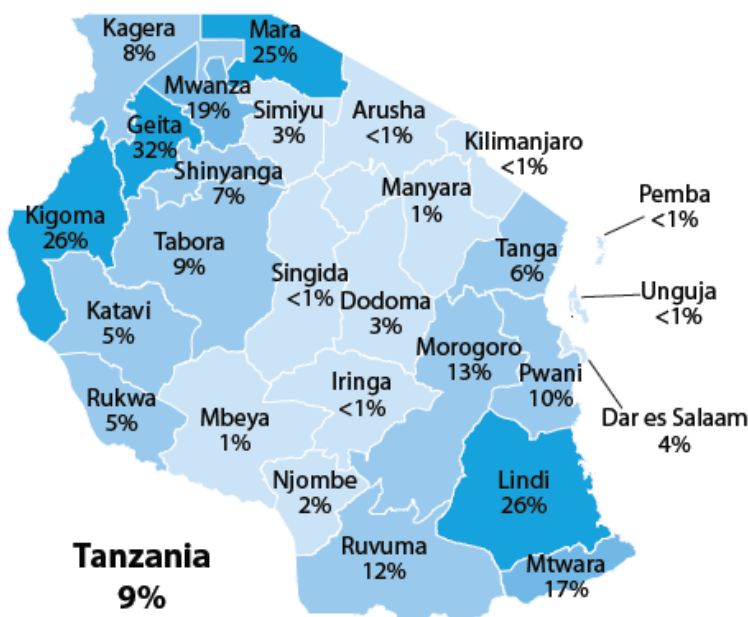 Kagera
8%
Mara
25%
Mwanza
19%
Simiyu
3%
Arusha
<1%
Geita
32%
Kilimanjaro
<1%
Shinyanga
7%
Manyara
1%
Pemba
<1%
Kigoma
26%
Tabora
9%
Tanga
6%
Singida
<1%
Unguja
<1%
Dodoma
3%
Katavi
5%
Morogoro
13%
Pwani
10%
Iringa
<1%
Rukwa
5%
Mbeya
1%
Dar es Salaam
4%
Njombe
2%
Lindi
26%
Ruvuma
12%
Mtwara
17%
Tanzania
9%